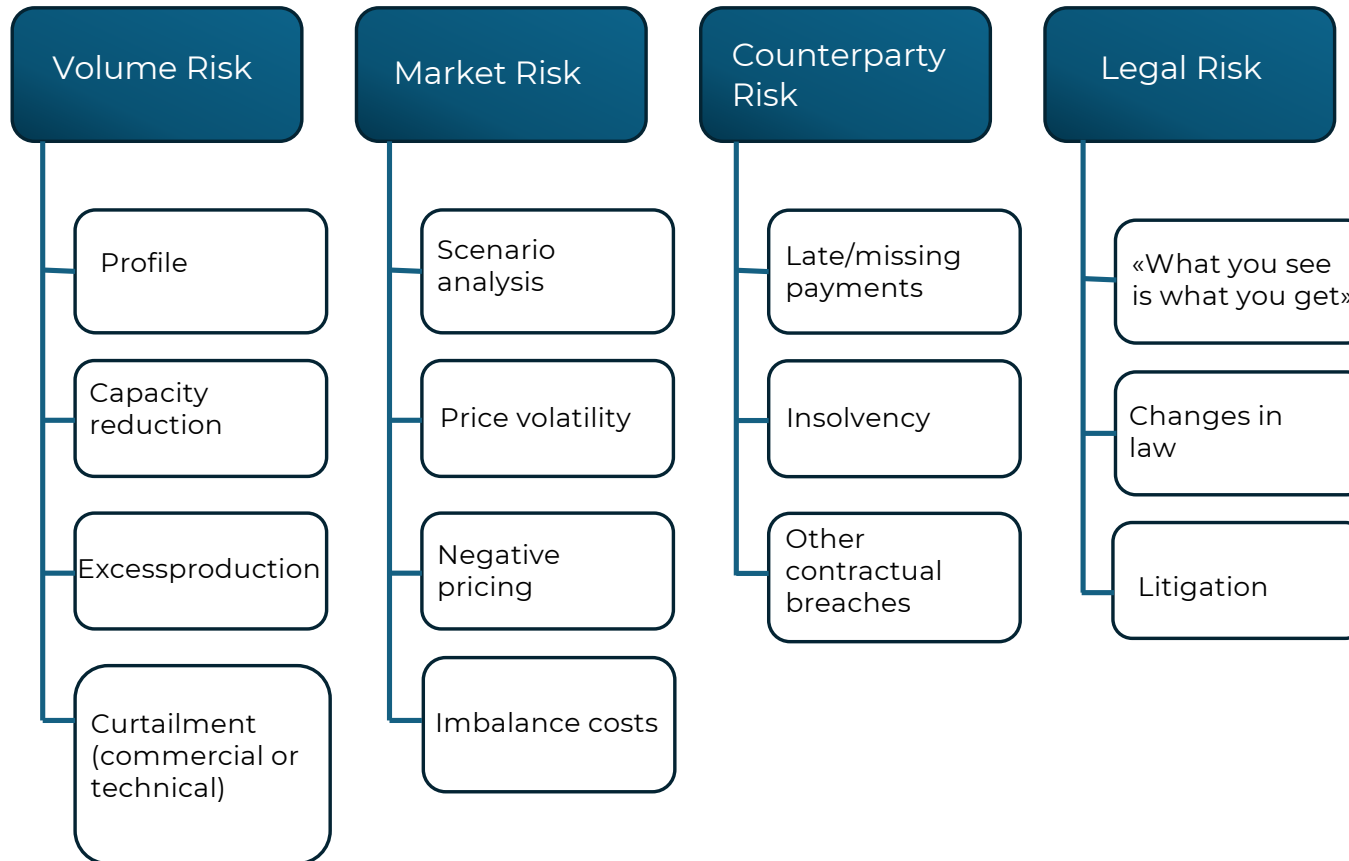 Volume Risk
Profile
Capacity
reduction
Excessproduction
Curtailment
(commercial or
technical)
Market Risk
Scenario
analysis
Price volatility
Negative
pricing
Imbalance costs
Counterparty
Risk
Late/missing
payments
Insolvency
Other
contractual
breaches
Legal Risk
«What you see
is what you get»
Changes in
law
Litigation